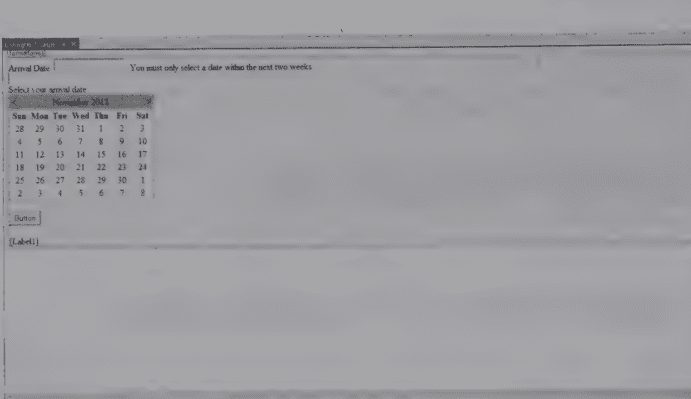 Arrival Date You must only select a date within the next two weeks
Select your arrival date
< November 2012 >
Sun Mon Tue Wed Thu Fri Sat
28 29 30 31 1 2 3
4 5 6 7 8 9 10
11 12 13 14 15 16 17
18 19 20 21 22 23 24
25 26 27 28 29 30 1
2 3 4 5 6 7 8
Button
[Label1]